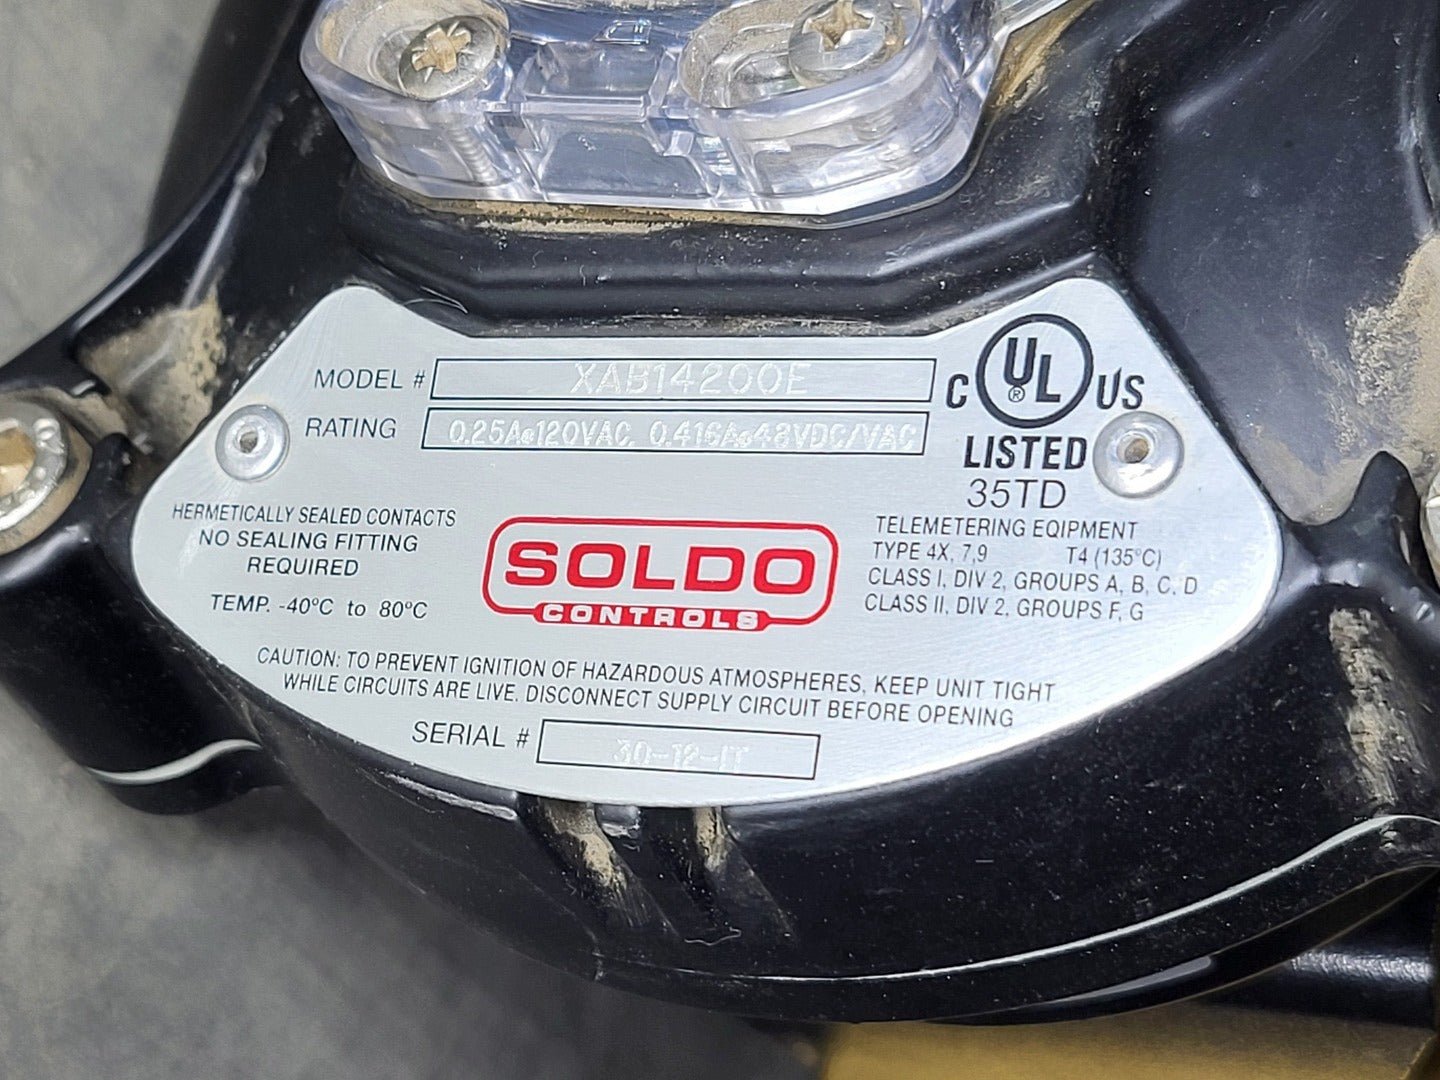 MODEL # XAB14200E
RATING 0.25A@120VAC, 0.416A@48VDC/VAC
C UL ® US
LISTED
35TD
HERMETICALLY SEALED CONTACTS
NO SEALING FITTING
REQUIRED
TEMP. -40°C to 80°C
SOLDO
CONTROLS
TELEMETERING EQIPMENT
TYPE 4X, 7,9 T4 (135°C)
CLASS I, DIV 2, GROUPS A, B, C, D
CLASS II, DIV 2, GROUPS F, G
CAUTION: TO PREVENT IGNITION OF HAZARDOUS ATMOSPHERES, KEEP UNIT TIGHT
WHILE CIRCUITS ARE LIVE. DISCONNECT SUPPLY CIRCUIT BEFORE OPENING
SERIAL # 30-12-IT